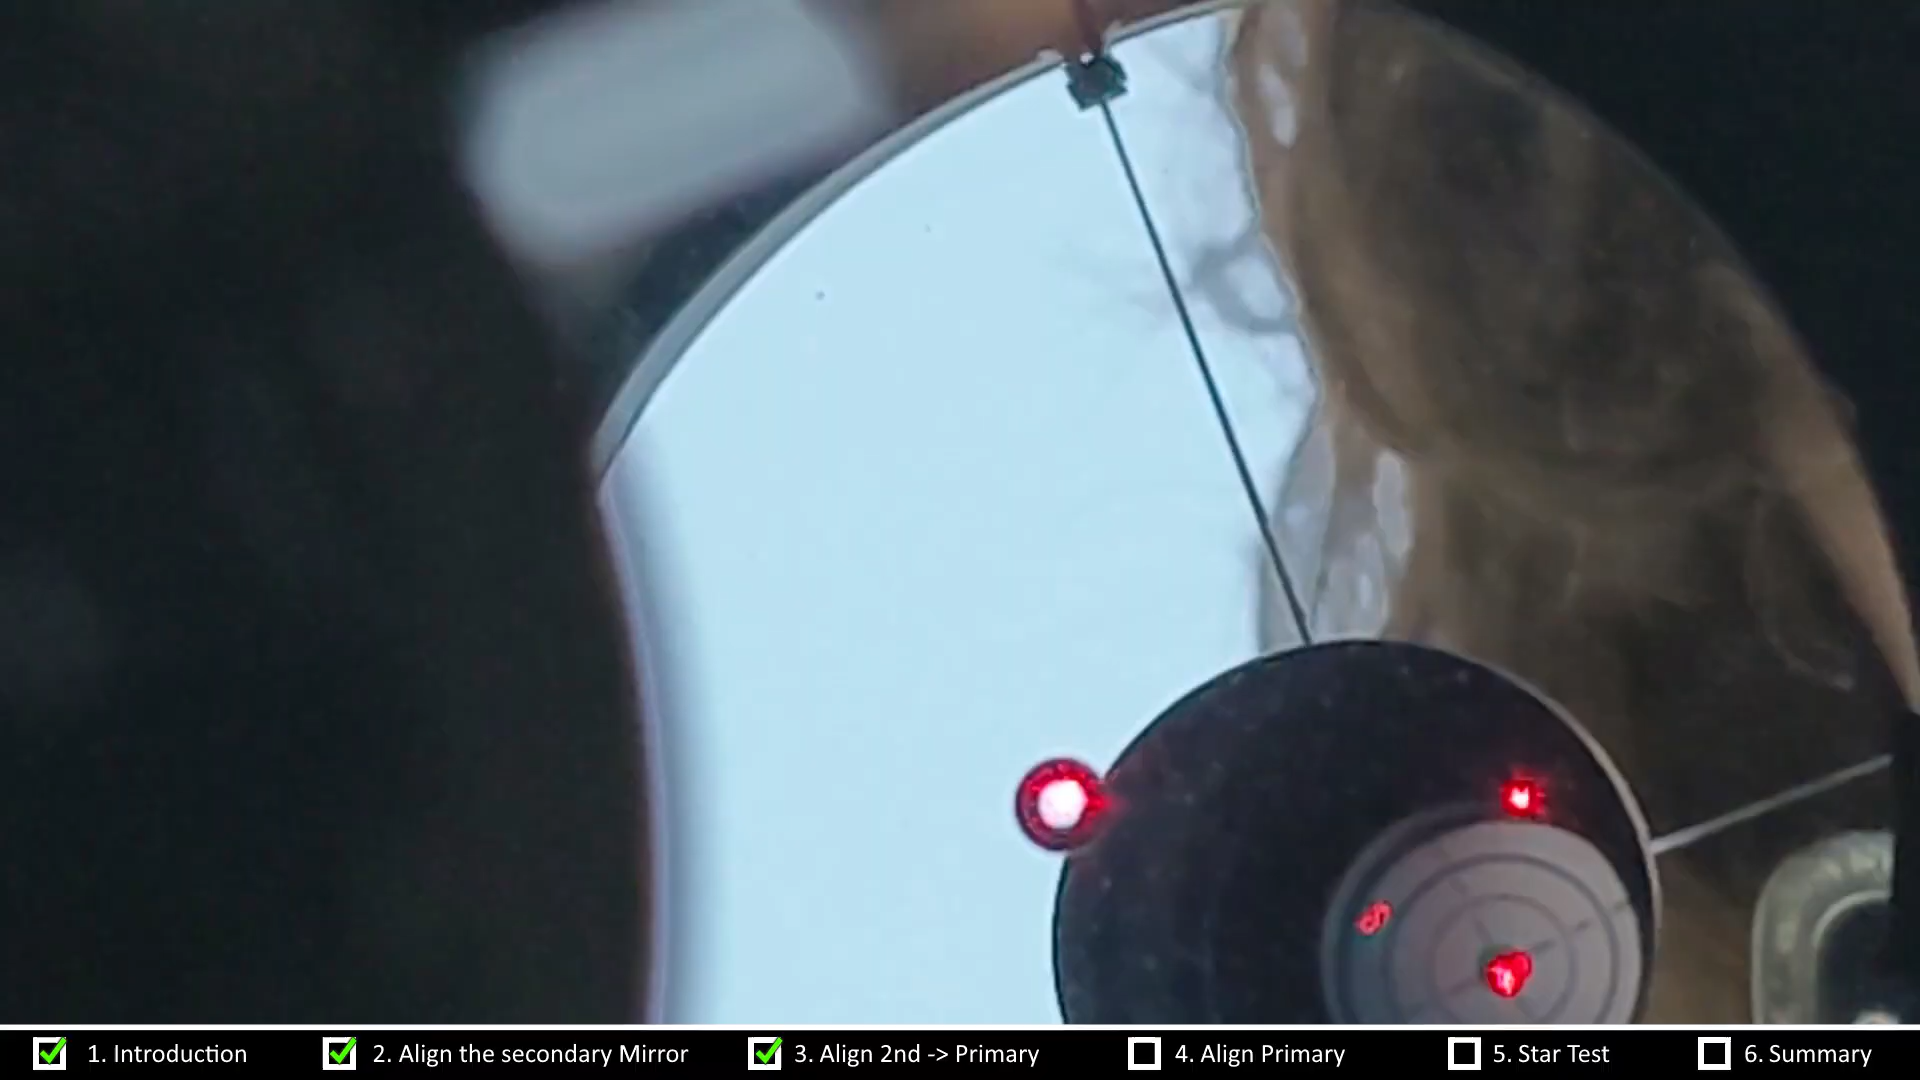 1. Introduction
2. Align the secondary Mirror
3. Align 2nd -> Primary
4. Align Primary
5. Star Test
6. Summary